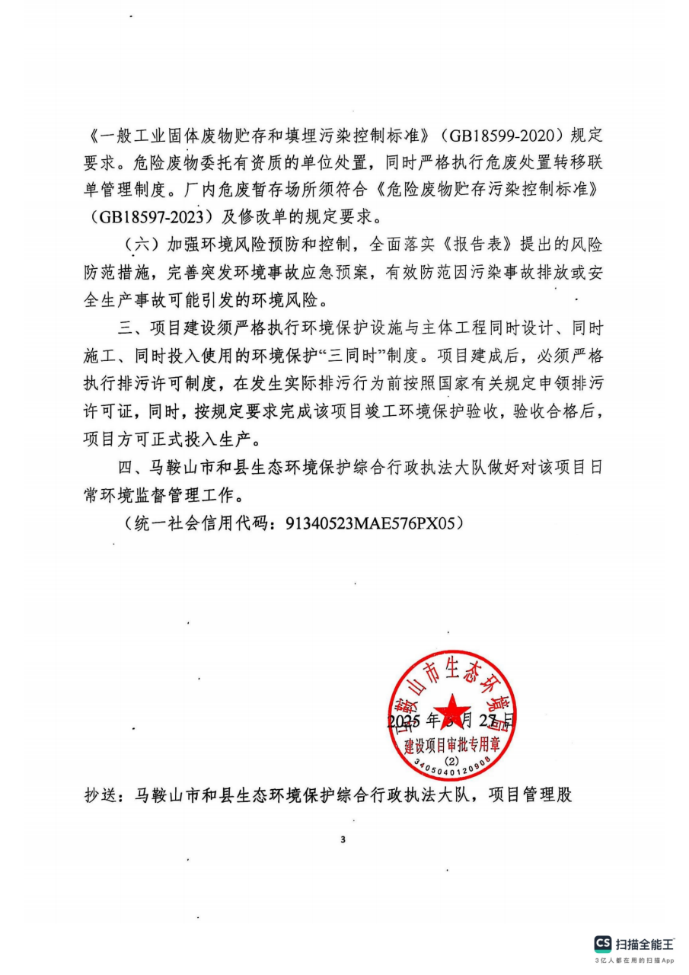 《一般工业固体废物贮存和填埋污染控制标准》（GB18599-2020）规定
要求。危险废物委托有资质的单位处置，同时严格执行危废处置转移联
单管理制度。厂内危废暂存场所须符合《危险废物贮存污染控制标准》
（GB18597-2023）及修改单的规定要求。
（六）加强环境风险预防和控制，全面落实《报告表》提出的风险
防范措施，完善突发环境事故应急预案，有效防范因污染事故排放或安
全生产事故可能引发的环境风险。
三、项目建设须严格执行环境保护设施与主体工程同时设计、同时
施工、同时投入使用的环境保护“三同时”制度。项目建成后，必须严格
执行排污许可制度，在发生实际排污行为前按照国家有关规定申领排污
许可证，同时，按规定要求完成该项目竣工环境保护验收，验收合格后，
项目方可正式投入生产。
四、马鞍山市和县生态环境保护综合行政执法大队做好对该项目日
常环境监督管理工作。
（统一社会信用代码：91340523MAE576PX05）
马鞍山市生态环境局
2025 年 月 27 日
建设项目审批专用章
(2)
3405040120908
抄送：马鞍山市和县生态环境保护综合行政执法大队，项目管理股
3
CS 扫描全能王
3亿人都在用的扫描App